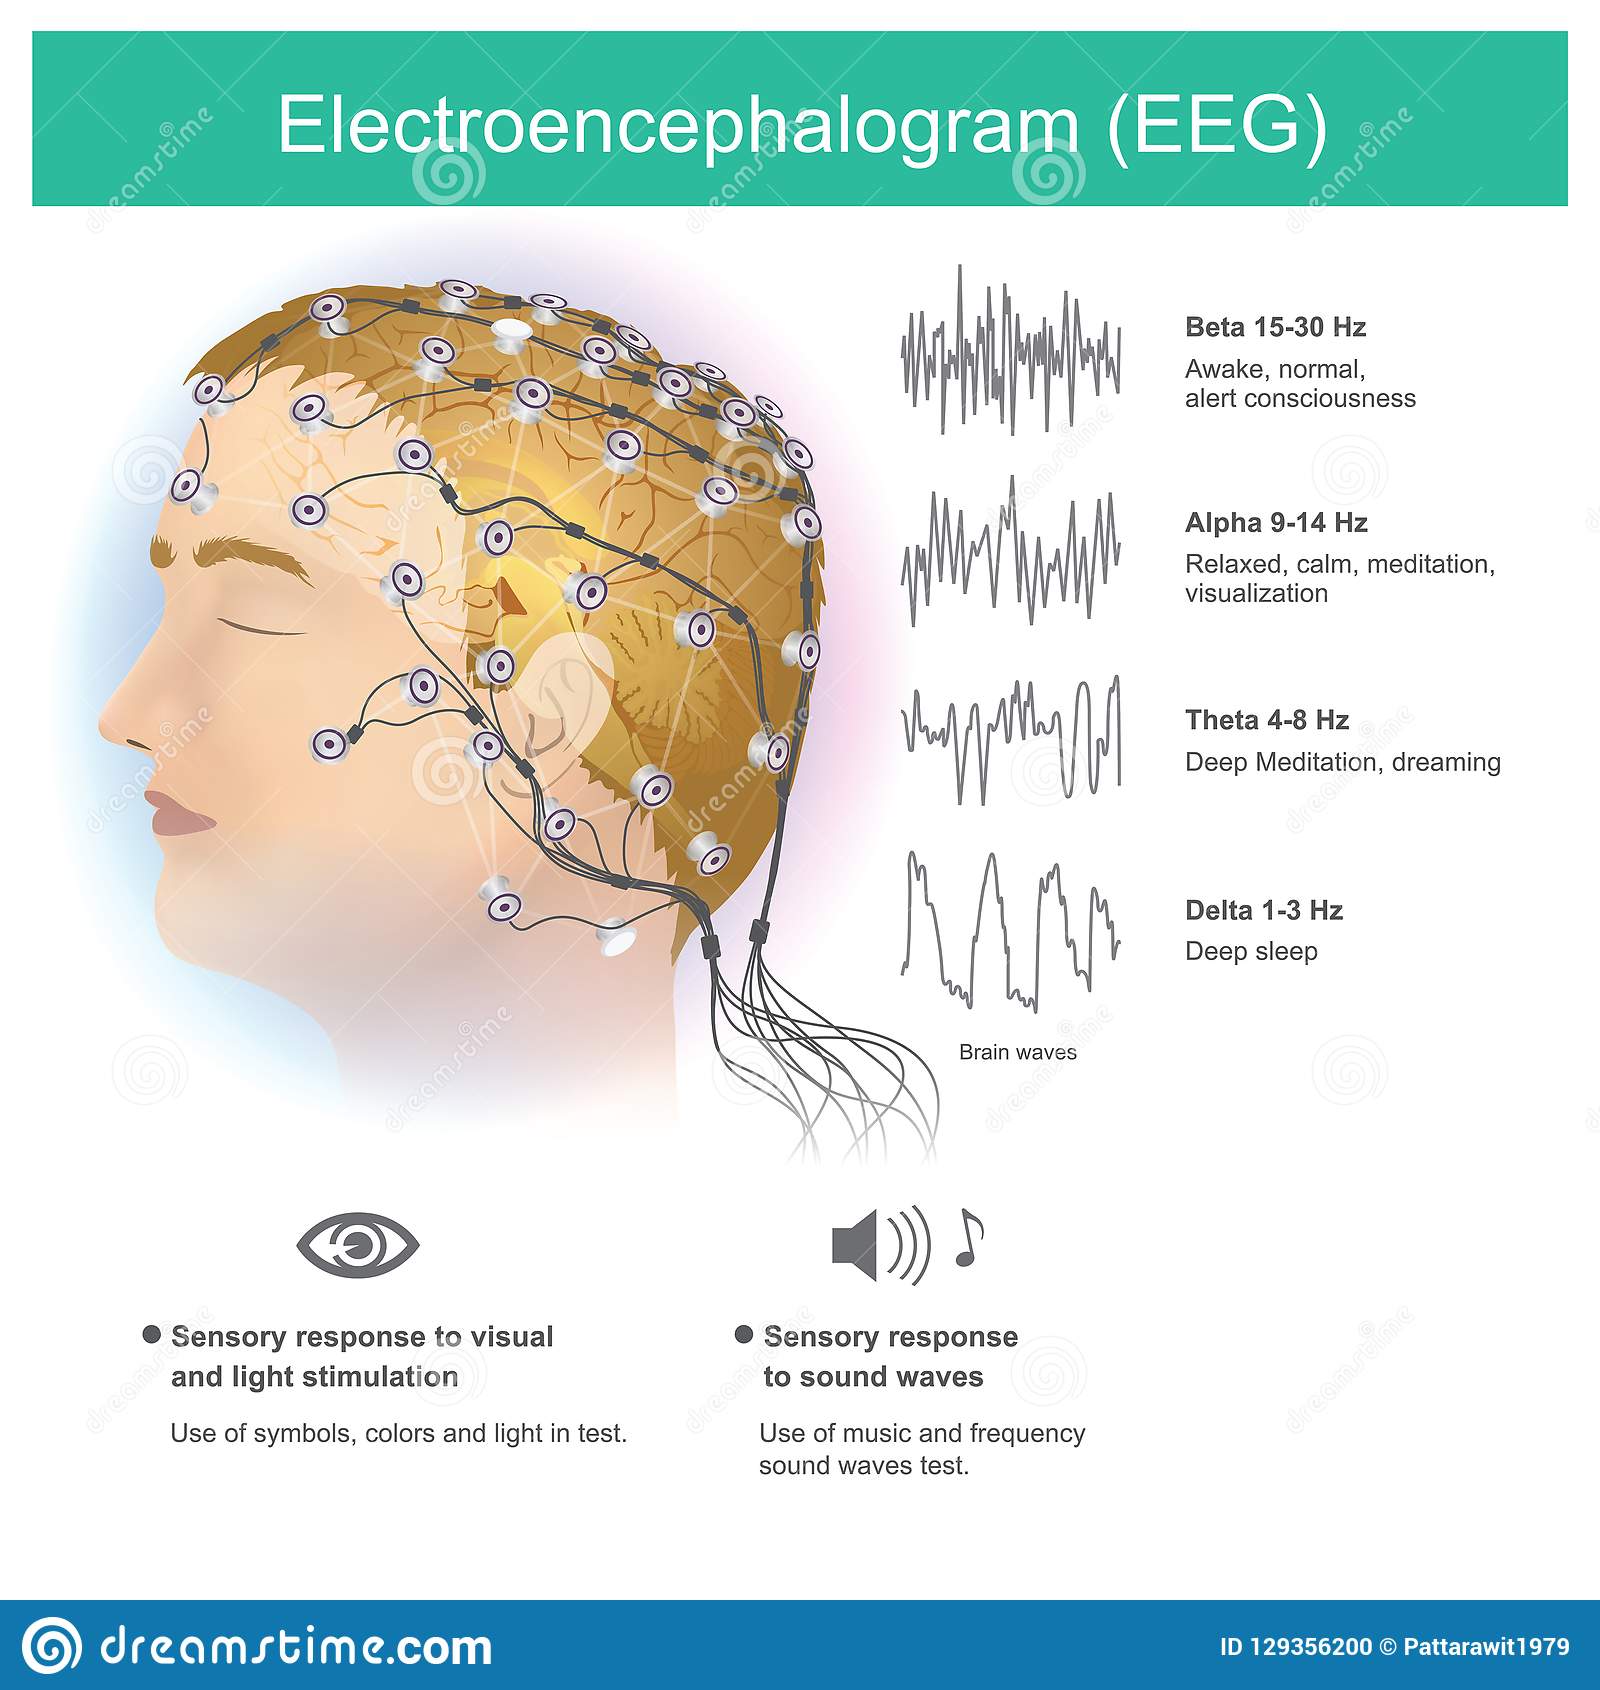 Electroencephalogram (EEG)
Beta 15-30 Hz
Awake, normal,
alert consciousness
Alpha 9-14 Hz
Relaxed, calm, meditation,
visualization
Theta 4-8 Hz
Deep Meditation, dreaming
Delta 1-3 Hz
Deep sleep
Brain waves
● Sensory response to visual
and light stimulation
Use of symbols, colors and light in test.
● Sensory response
to sound waves
Use of music and frequency
sound waves test.
dreamstime.com
ID 129356200 © Pattarawit1979